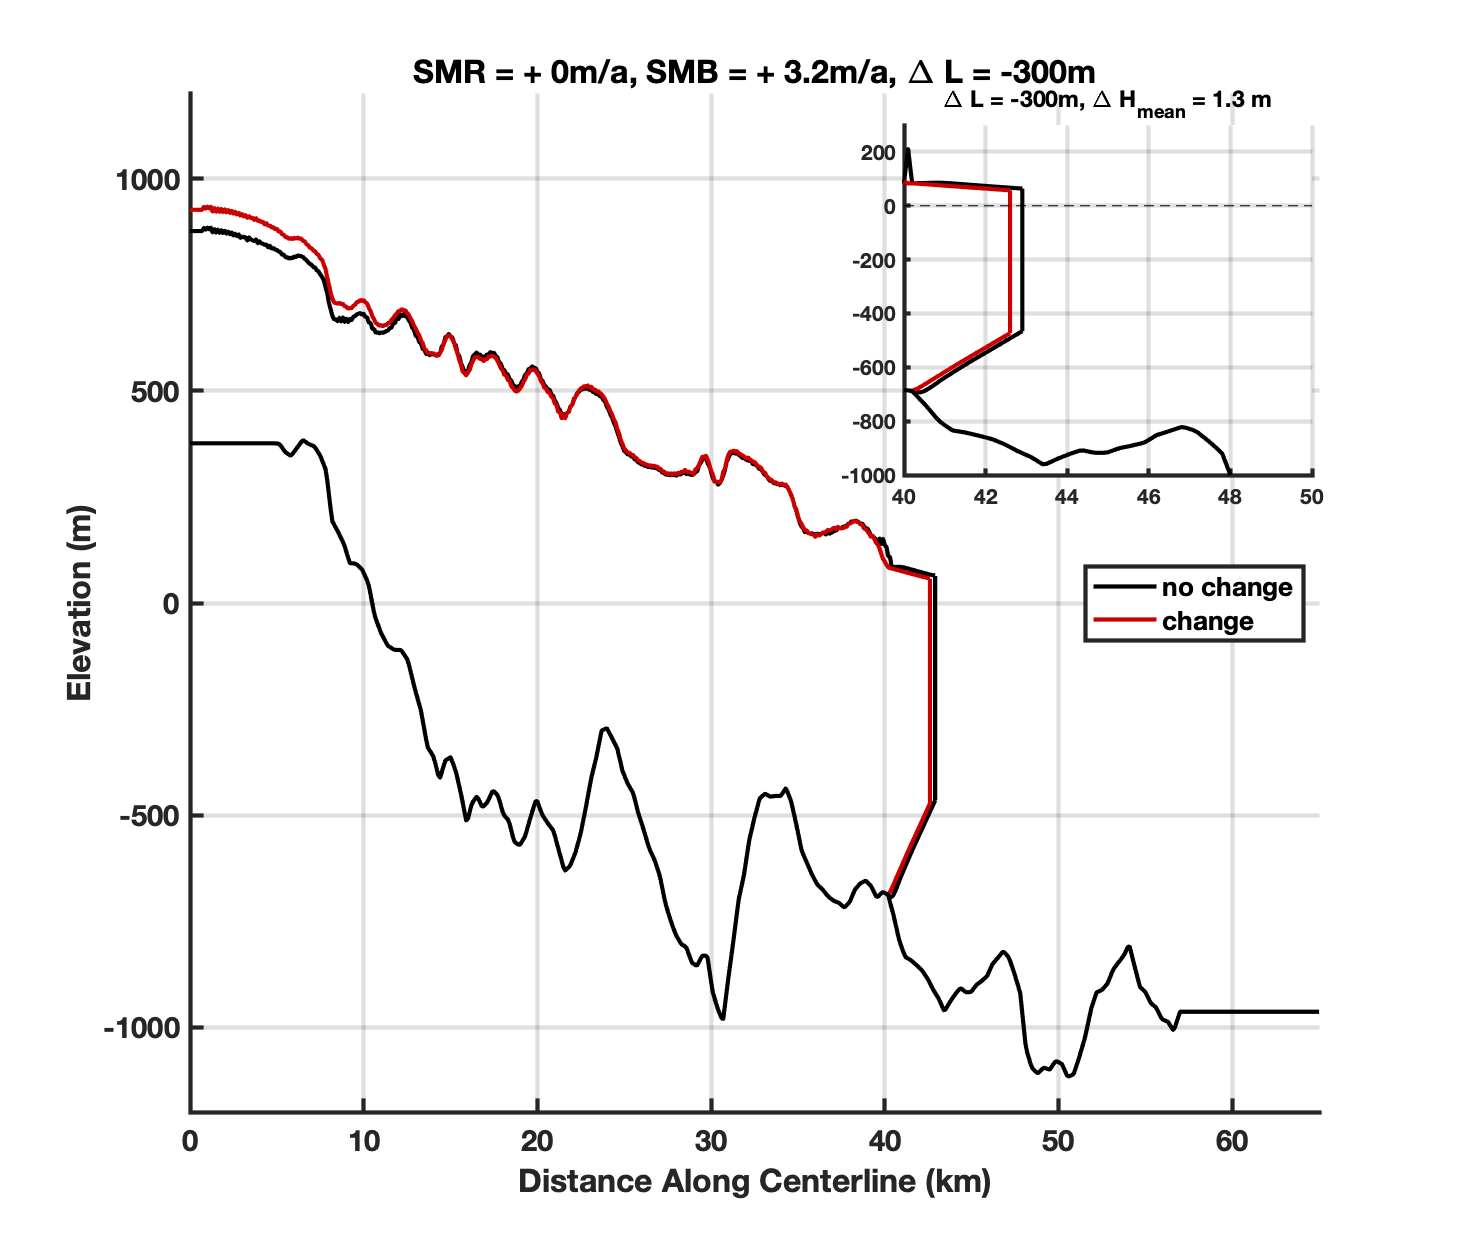 SMR = + 0m/a, SMB = + 3.2m/a, Δ L = -300m
Δ L = -300m, Δ H_mean = 1.3 m
200
0
-200
-400
-600
-800
-1000
40 42 44 46 48 50
1000
500
0
-500
-1000
Elevation (m)
no change
change
0 10 20 30 40 50 60
Distance Along Centerline (km)